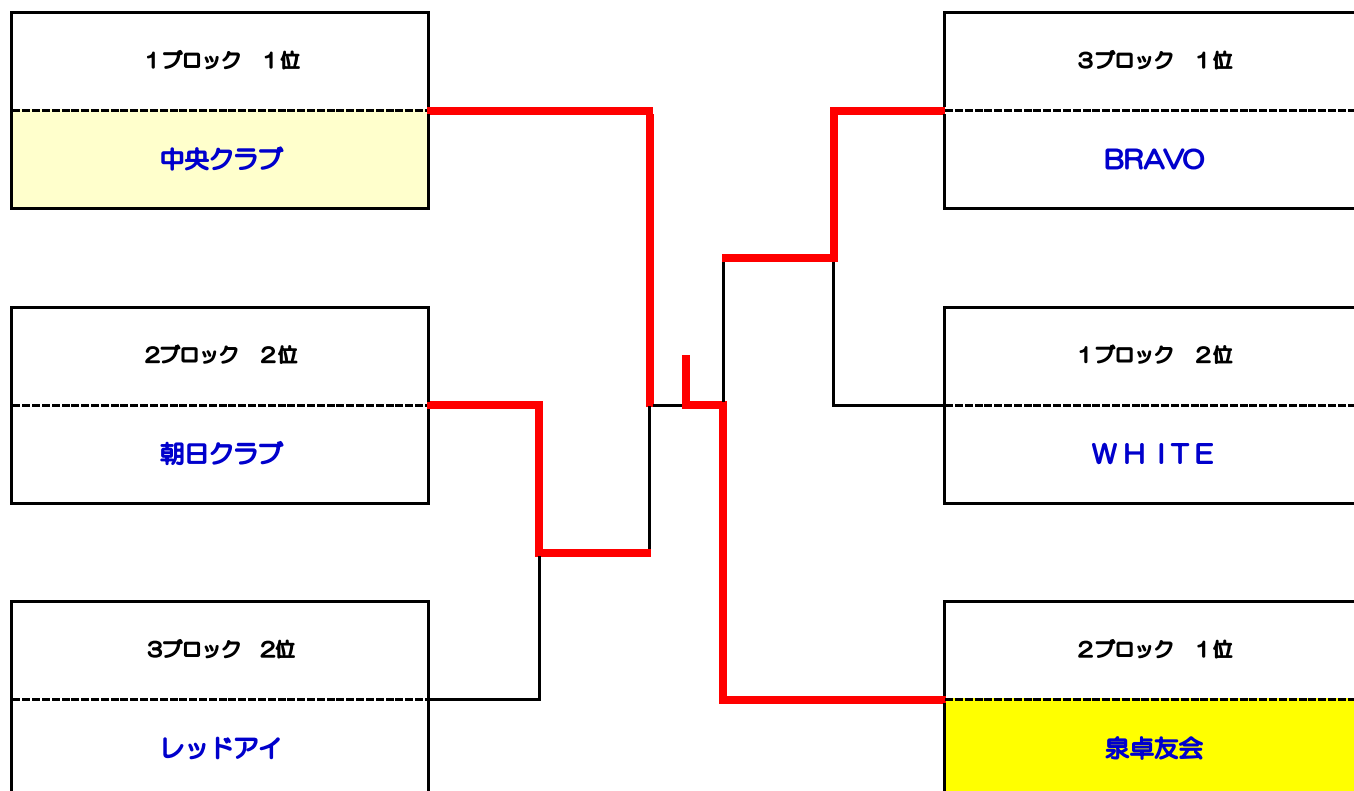 1ブロック　1位
中央クラブ
2ブロック　2位
朝日クラブ
3ブロック　2位
レッドアイ
3ブロック　1位
BRAVO
1ブロック　2位
ＷＨＩＴＥ
2ブロック　1位
泉卓友会